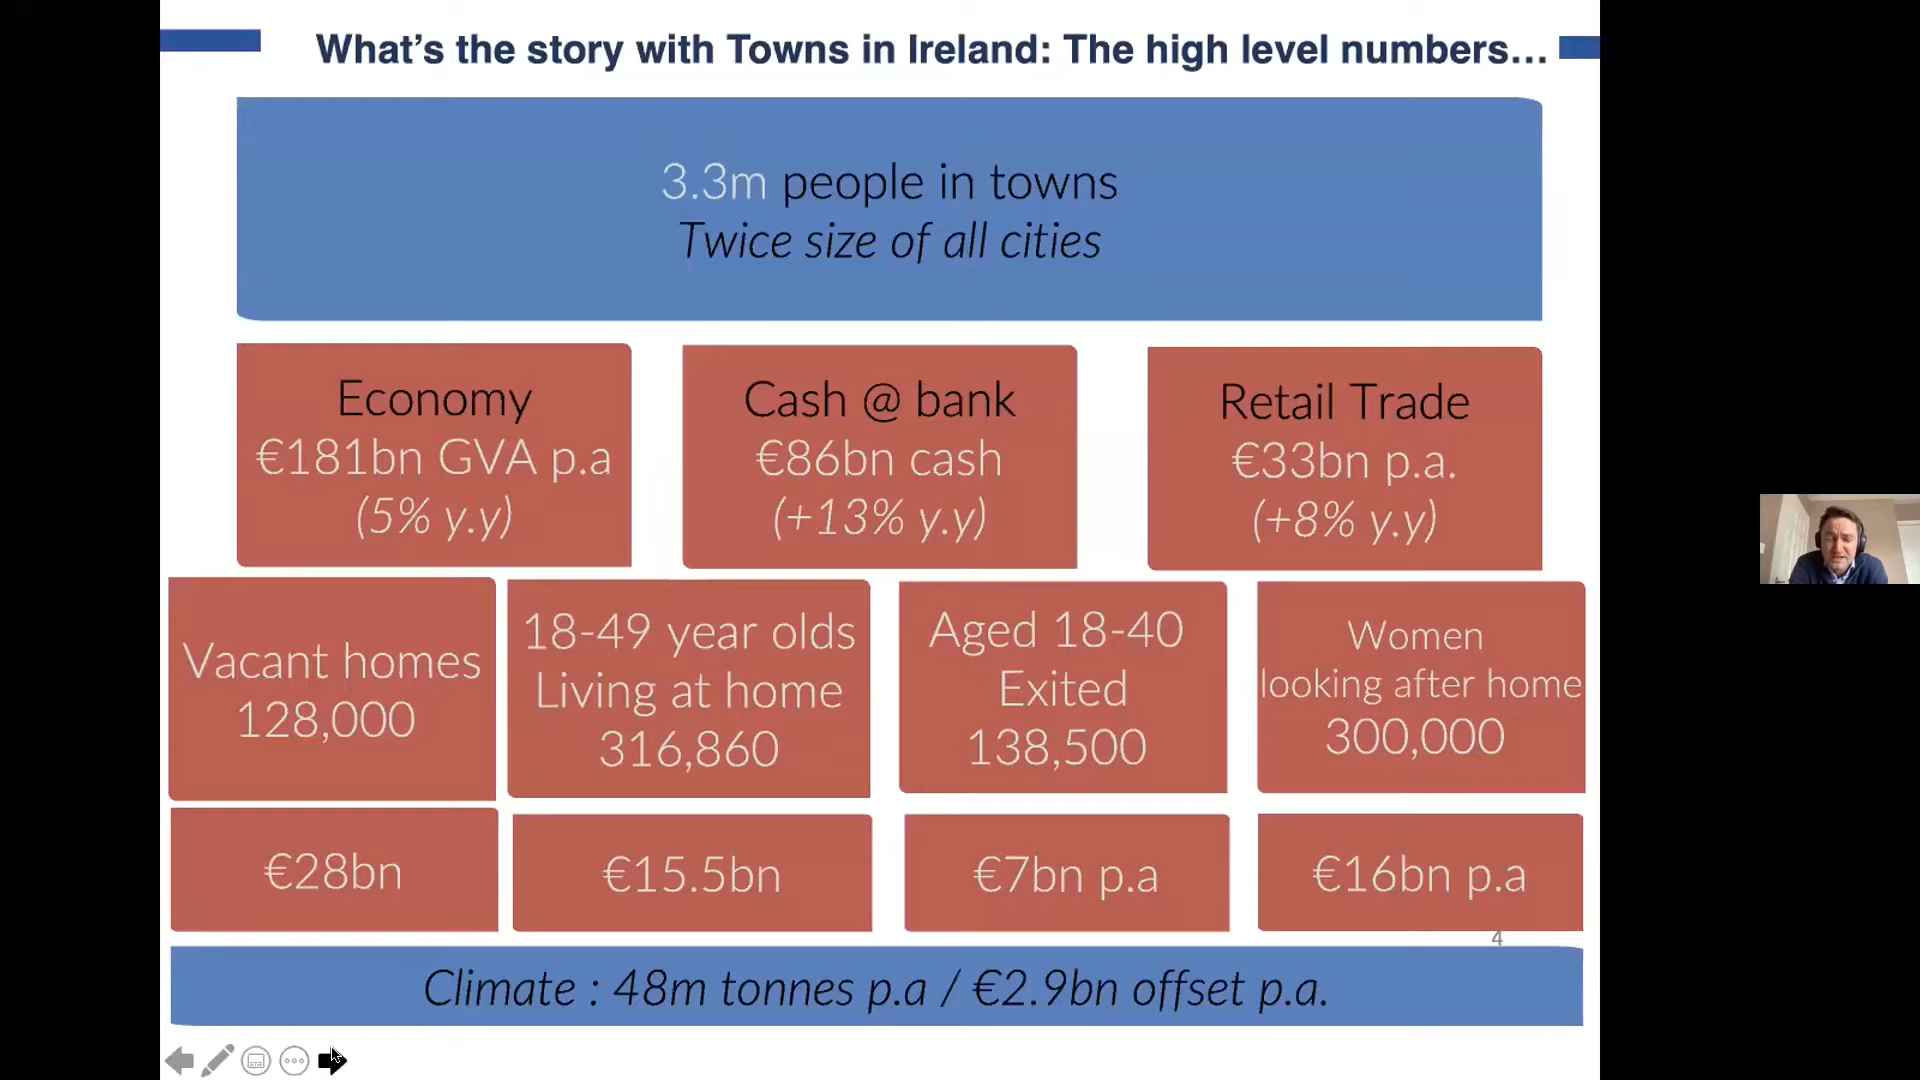 What’s the story with Towns in Ireland: The high level numbers…
3.3m people in towns
Twice size of all cities
Economy
€181bn GVA p.a
(5% y.y)
Cash @ bank
€86bn cash
(+13% y.y)
Retail Trade
€33bn p.a.
(+8% y.y)
Vacant homes
128,000
18-49 year olds
Living at home
316,860
Aged 18-40
Exited
138,500
Women
looking after home
300,000
€28bn
€15.5bn
€7bn p.a
€16bn p.a
4
Climate : 48m tonnes p.a / €2.9bn offset p.a.